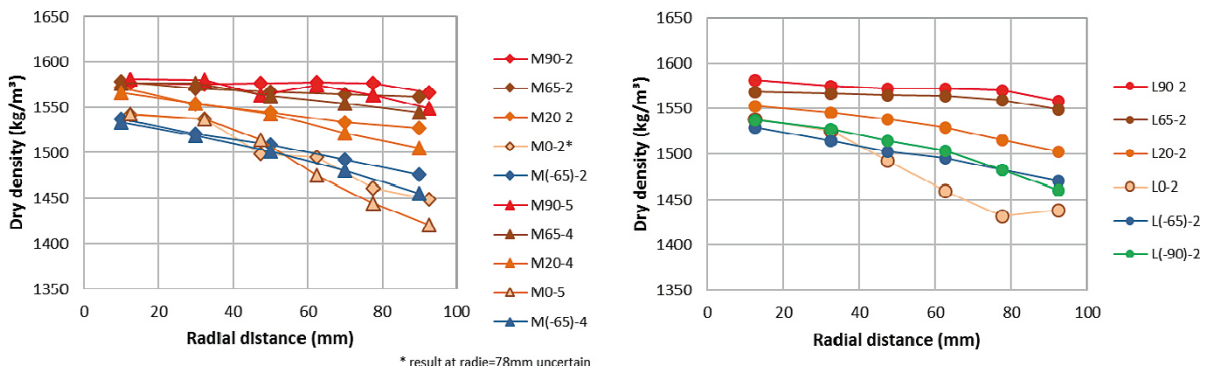 1650
1600
1550
1500
1450
1400
1350
Dry density (kg/m³)
0 20 40 60 80 100
Radial distance (mm)
M90-2
M65-2
M20 2
M0-2*
M(-65)-2
M90-5
M65-4
M20-4
M0-5
M(-65)-4
* result at radie=78mm uncertain
1650
1600
1550
1500
1450
1400
1350
Dry density (kg/m³)
0 20 40 60 80 100
Radial distance (mm)
L90 2
L65-2
L20-2
L0-2
L(-65)-2
L(-90)-2